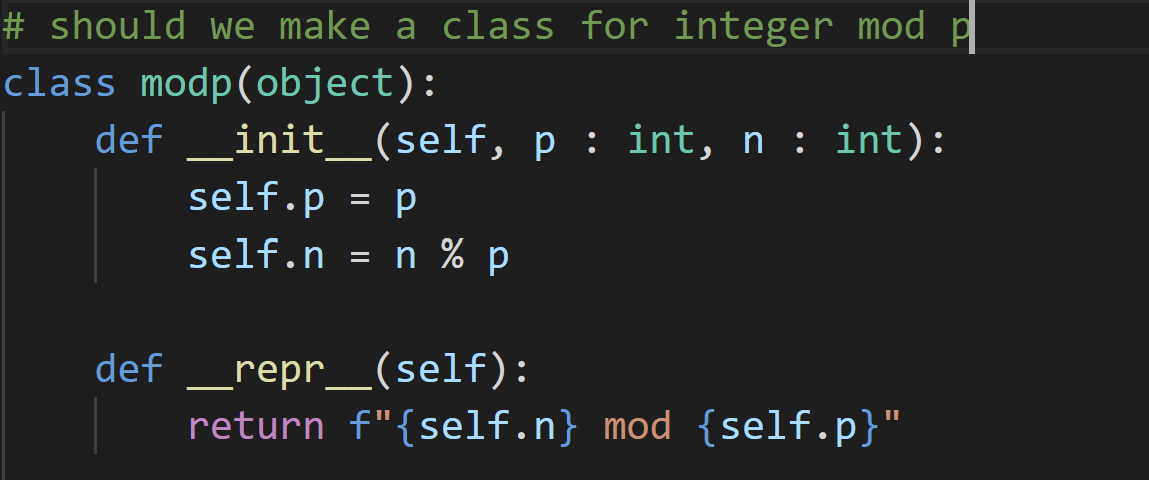 # should we make a class for integer mod p
class modp(object):
    def __init__(self, p : int, n : int):
        self.p = p
        self.n = n % p
    def __repr__(self):
        return f"{self.n} mod {self.p}"